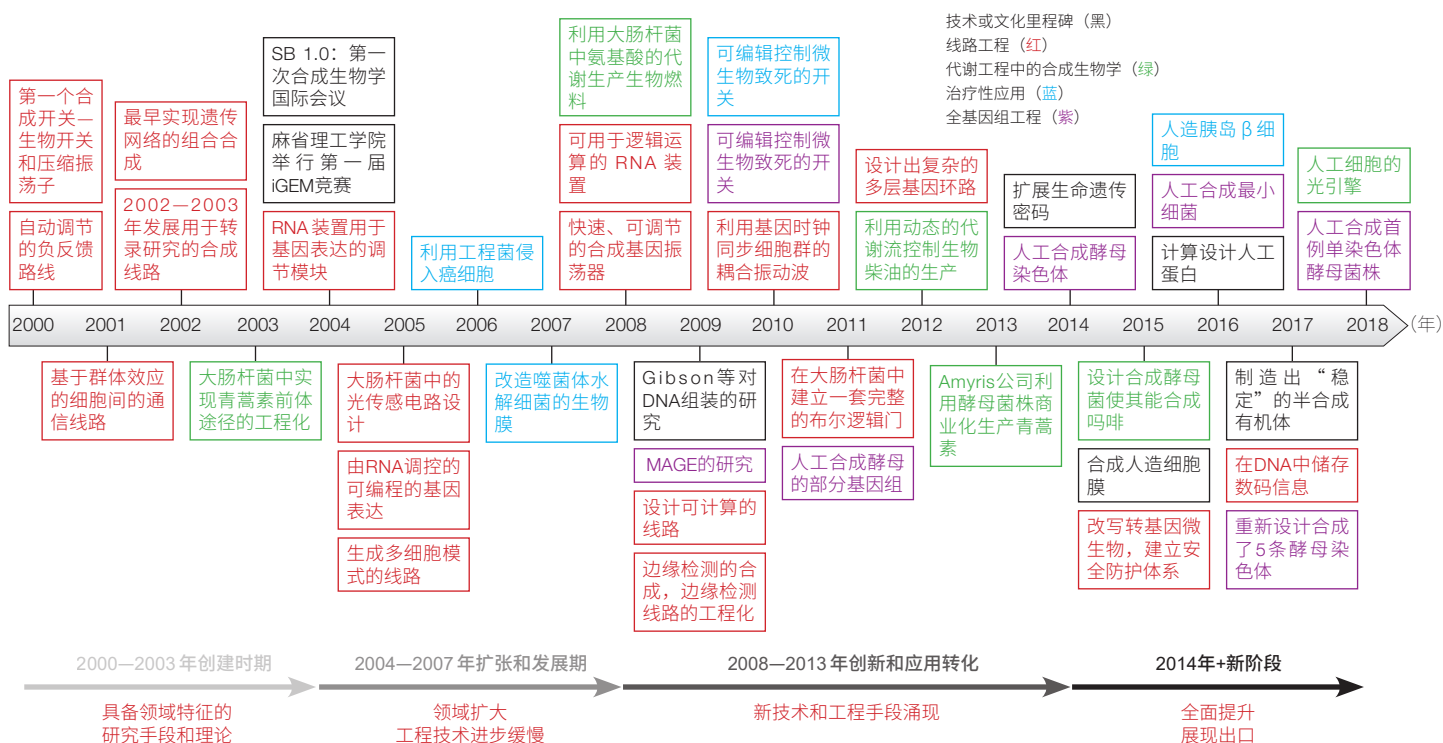 技术或文化里程碑（黑）
线路工程（红）
代谢工程中的合成生物学（绿）
治疗性应用（蓝）
全基因组工程（紫）
第一个合
成开关—
生物开关
和压缩振
荡子
自动调节
的负反馈
路线
最早实现遗传
网络的组合合
成
2002—2003
年发展用于转
录研究的合成
线路
SB 1.0：第一
次合成生物学
国际会议
麻省理工学院
举行第一届
iGEM竞赛
RNA 装置用于
基因表达的调
节模块
利用工程菌侵
入癌细胞
利用大肠杆菌
中氨基酸的代
谢生产生物燃
料
可用于逻辑运
算的 RNA 装
置
快速、可调节
的合成基因振
荡器
可编辑控制微
生物致死的开
关
可编辑控制微
生物致死的开
关
利用基因时钟
同步细胞群的
耦合振动波
设计出复杂的
多层基因环路
利用动态的代
谢流控制生物
柴油的生产
扩展生命遗传
密码
人工合成酵母
染色体
人造胰岛 β 细
胞
人工合成最小
细菌
计算设计人工
蛋白
人工细胞的
光引擎
人工合成首
例单染色体
酵母菌株
2000 2001 2002 2003 2004 2005 2006 2007 2008 2009 2010 2011 2012 2013 2014 2015 2016 2017 2018 （年）
基于群体效应
的细胞间的通
信线路
大肠杆菌中实
现青蒿素前体
途径的工程化
大肠杆菌中的
光传感电路设
计
由RNA调控的
可编程的基因
表达
生成多细胞模
式的线路
改造噬菌体水
解细菌的生物
膜
Gibson等对
DNA组装的研
究
MAGE的研究
设计可计算的
线路
边缘检测的合
成，边缘检测
线路的工程化
在大肠杆菌中
建立一套完整
的布尔逻辑门
人工合成酵母
的部分基因组
Amyris公司利
用酵母菌株商
业化生产青蒿
素
设计合成酵母
菌使其能合成
吗啡
合成人造细胞
膜
改写转基因微
生物，建立安
全防护体系
制造出“稳
定”的半合成
有机体
在DNA中储存
数码信息
重新设计合成
了5条酵母染
色体
2000—2003 年创建时期
具备领域特征的
研究手段和理论
2004—2007 年扩张和发展期
领域扩大
工程技术进步缓慢
2008—2013 年创新和应用转化
新技术和工程手段涌现
2014年+新阶段
全面提升
展现出口